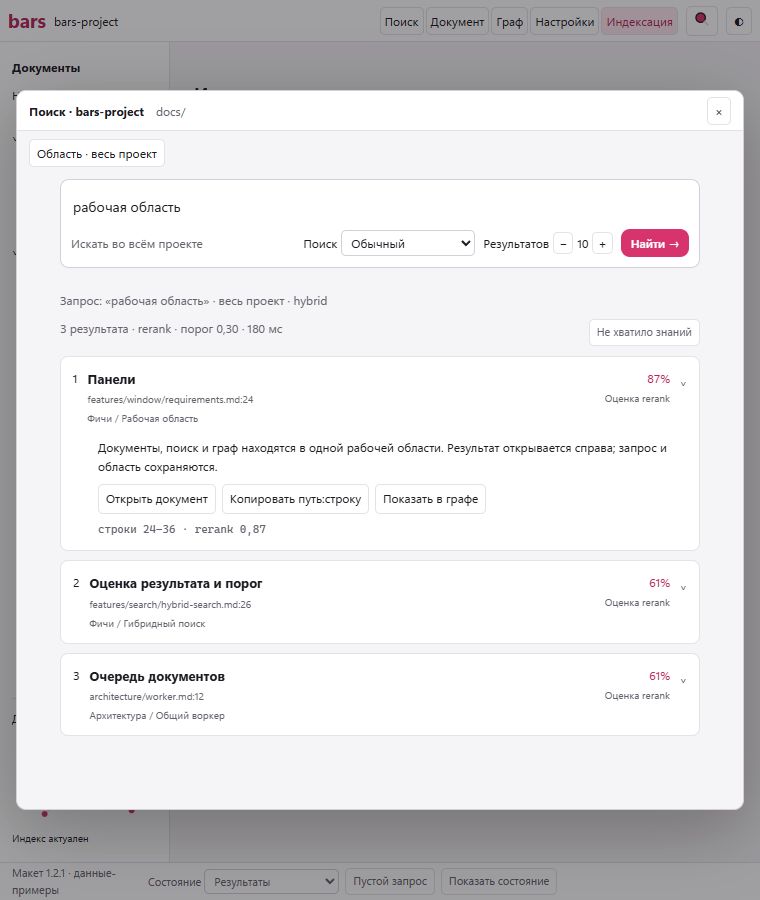 bars bars-project Поиск Документ Граф Настройки Индексация
Документы
Поиск · bars-project docs/ ×
Область · весь проект
рабочая область
Искать во всём проекте Поиск Обычный Результатов − 10 + Найти →
Запрос: «рабочая область» · весь проект · hybrid
3 результата · rerank · порог 0,30 · 180 мс Не хватило знаний
1 Панели 87%
features/window/requirements.md:24 Оценка rerank
Фичи / Рабочая область
Документы, поиск и граф находятся в одной рабочей области. Результат открывается справа; запрос и
область сохраняются.
Открыть документ Копировать путь:строку Показать в графе
строки 24–36 · rerank 0,87
2 Оценка результата и порог 61%
features/search/hybrid-search.md:26 Оценка rerank
Фичи / Гибридный поиск
3 Очередь документов 61%
architecture/worker.md:12 Оценка rerank
Архитектура / Общий воркер
Индекс актуален
Макет 1.2.1 · данные-
примеры
Состояние Результаты Пустой запрос Показать состояние